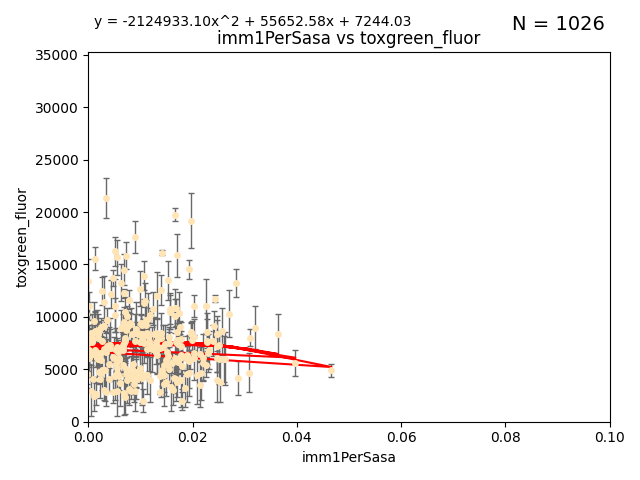 y = -2124933.10x^2 + 55652.58x + 7244.03
N = 1026
imm1PerSasa vs toxgreen_fluor
35000
30000
25000
20000
15000
10000
5000
0
toxgreen_fluor
0.00
0.02
0.04
0.06
0.08
0.10
imm1PerSasa